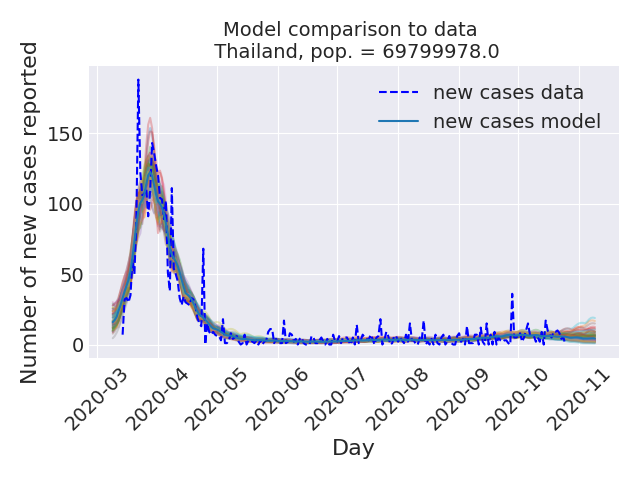 Model comparison to data
Thailand, pop. = 69799978.0
new cases data
new cases model
Number of new cases reported
150
100
50
0
2020-03
2020-04
2020-05
2020-06
2020-07
2020-08
2020-09
2020-10
2020-11
Day